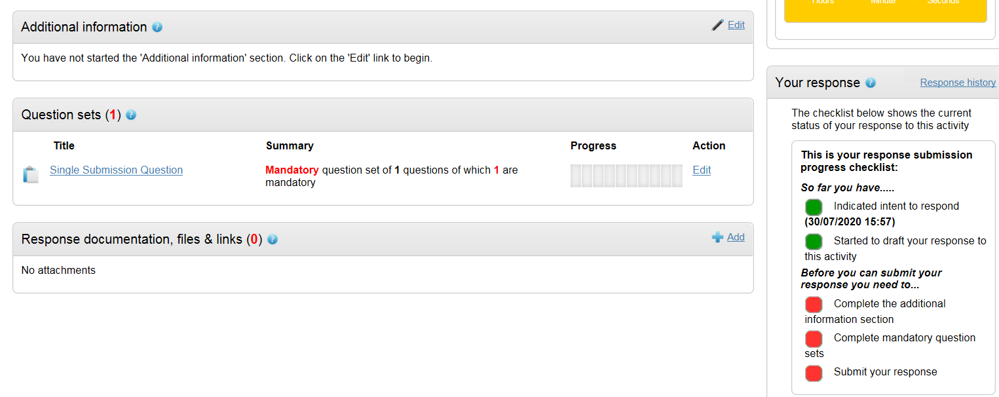 Additional information
Edit
You have not started the 'Additional information' section. Click on the 'Edit' link to begin.
Question sets (1)
Title Summary Progress Action
Single Submission Question
Mandatory question set of 1 questions of which 1 are
mandatory
Edit
Response documentation, files & links (0)
Add
No attachments
Hours Minute Seconds
Your response
Response history
The checklist below shows the current
status of your response to this activity
This is your response submission
progress checklist:
So far you have.....
Indicated intent to respond
(30/07/2020 15:57)
Started to draft your response to
this activity
Before you can submit your
response you need to...
Complete the additional
information section
Complete mandatory question
sets
Submit your response